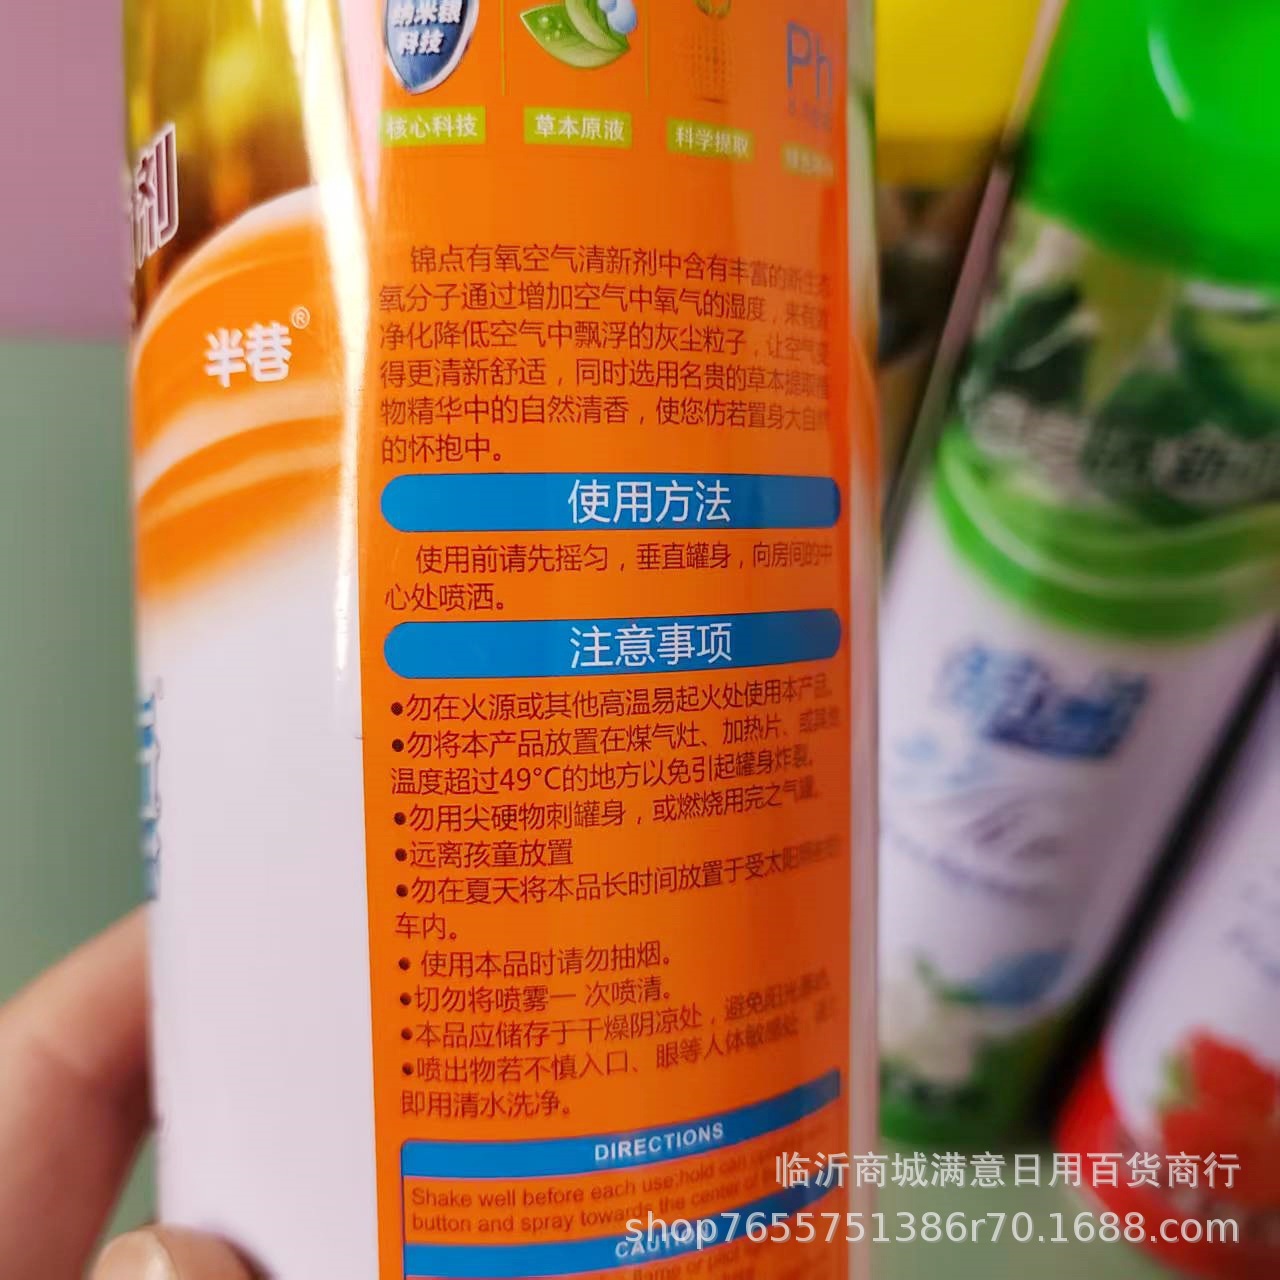 纳米银
科技
Ph
核心科技
草本原液
科学提取
剂
半巷®
锦点有氧空气清新剂中含有丰富的新生态
氧分子通过增加空气中氧气的湿度，来有效
净化降低空气中飘浮的灰尘粒子，让空气变
得更清新舒适，同时选用名贵的草本提取
物精华中的自然清香，使您仿若置身大自然
的怀抱中。
使用方法
使用前请先摇匀，垂直罐身，向房间的中
心处喷洒。
注意事项
●勿在火源或其他高温易起火处使用本产品。
●勿将本产品放置在煤气灶、加热片、或其他
温度超过49°C的地方以免引起罐身炸裂。
●勿用尖硬物刺罐身，或燃烧用完之气罐。
●远离孩童放置
●勿在夏天将本品长时间放置于受太阳照射的
车内。
●使用本品时请勿抽烟。
●切勿将喷雾一 次喷清。
●本品应储存于干燥阴凉处，避免阳光
●喷出物若不慎入口、眼等人体敏感处，
即用清水洗净。
DIRECTIONS
Shake well before each use;hold can
button and spray towards the center of
CAUTION
临沂商城满意日用百货商行
shop7655751386r70.1688.com